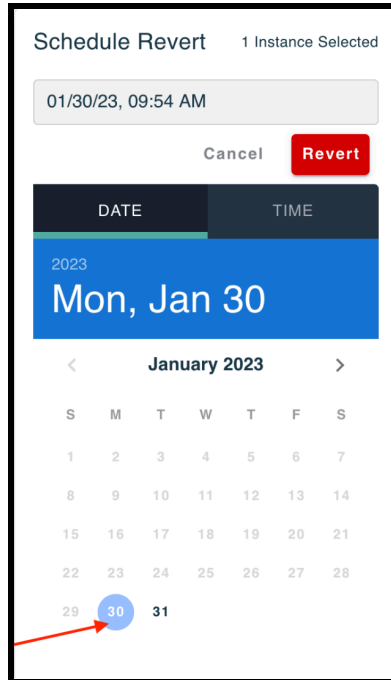 Schedule Revert 1 Instance Selected
01/30/23, 09:54 AM
Cancel Revert
DATE TIME
2023
Mon, Jan 30
January 2023
S M T W T F S
1 2 3 4 5 6 7
8 9 10 11 12 13 14
15 16 17 18 19 20 21
22 23 24 25 26 27 28
29 30 31